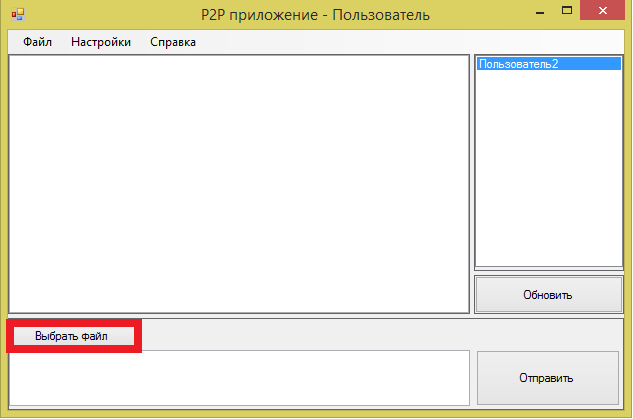 P2P приложение - Пользователь
Файл Настройки Справка
Пользователь2
Обновить
Выбрать файл
Отправить